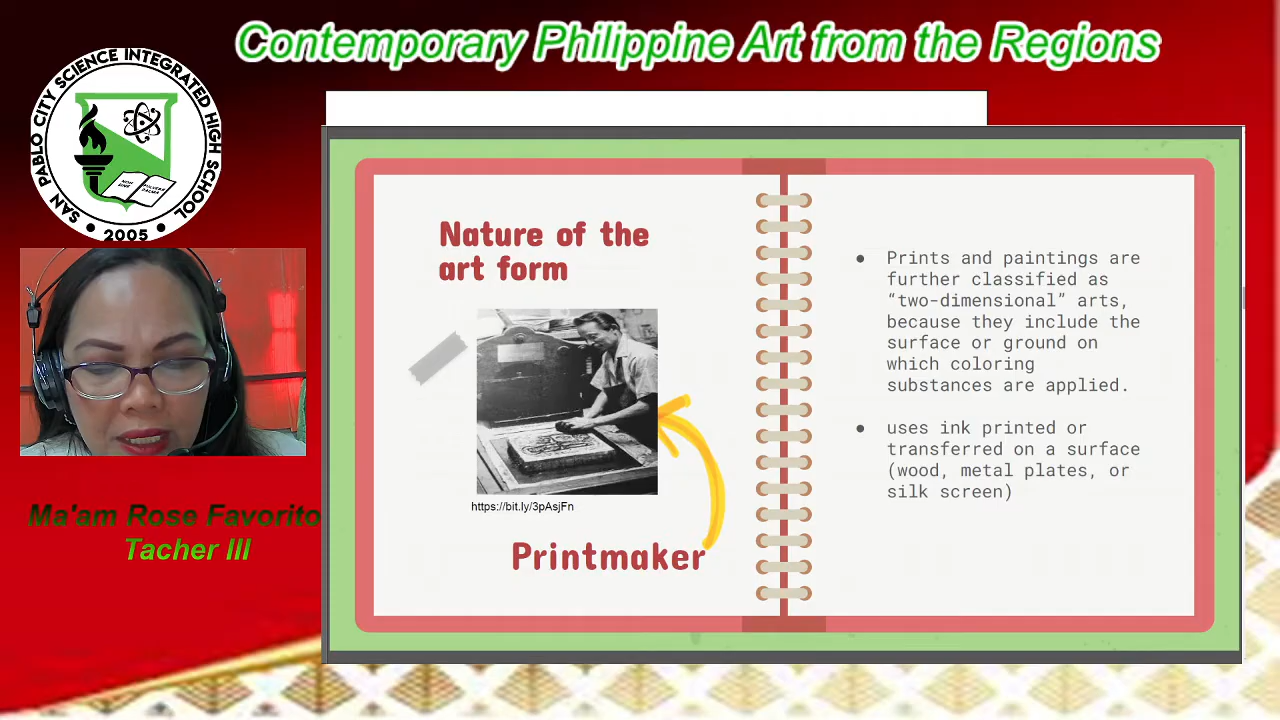 Contemporary Philippine Art from the Regions
SAN PABLO CITY SCIENCE INTEGRATED HIGH SCHOOL
• 2005 •
Nature of the
art form
https://bit.ly/3pAsjFn
Printmaker
● Prints and paintings are
further classified as
“two-dimensional” arts,
because they include the
surface or ground on
which coloring
substances are applied.
● uses ink printed or
transferred on a surface
(wood, metal plates, or
silk screen)
Ma'am Rose Favorito
Tacher III